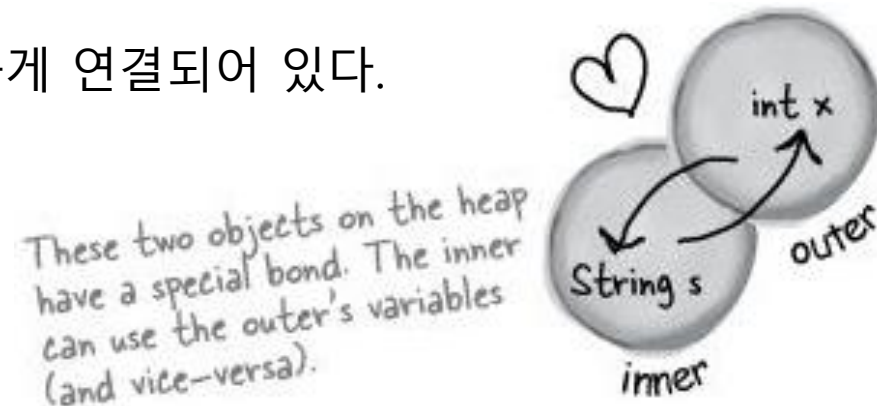 게 연결되어 있다.
These two objects on the heap
have a special bond. The inner
can use the outer's variables
(and vice-versa).
int x
outer
String s
inner